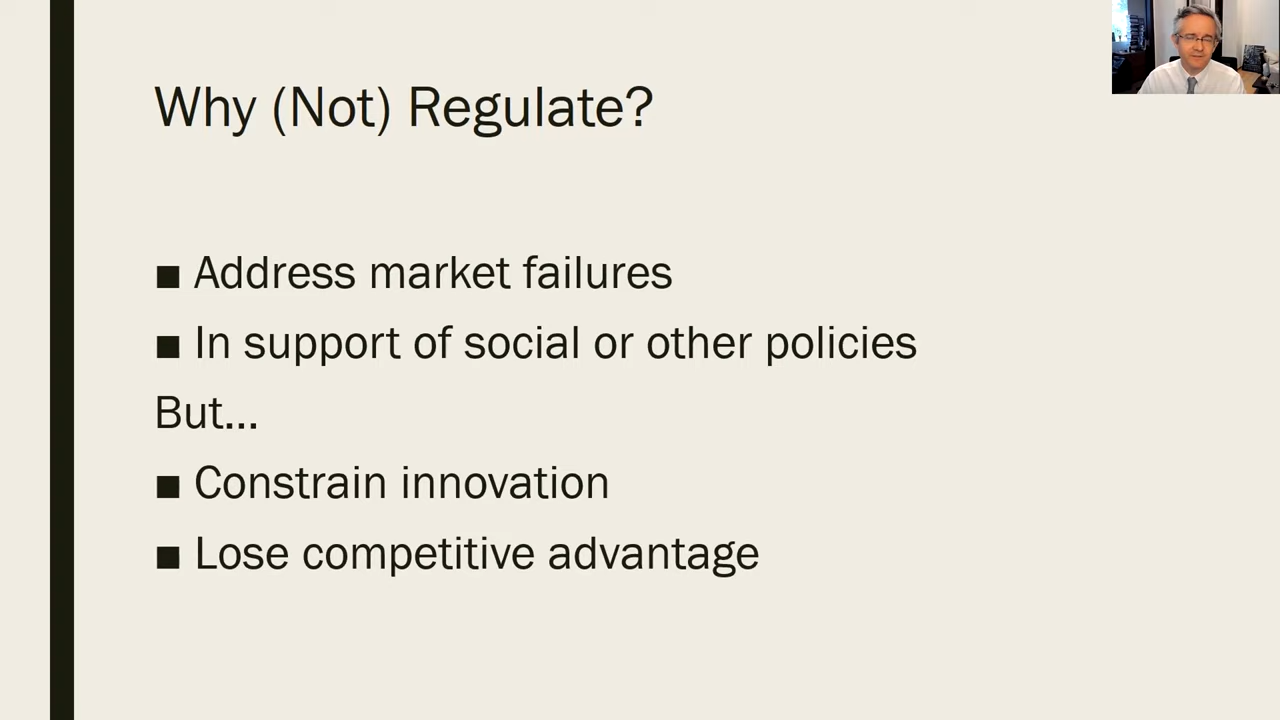 Why (Not) Regulate?
■ Address market failures
■ In support of social or other policies
But...
■ Constrain innovation
■ Lose competitive advantage